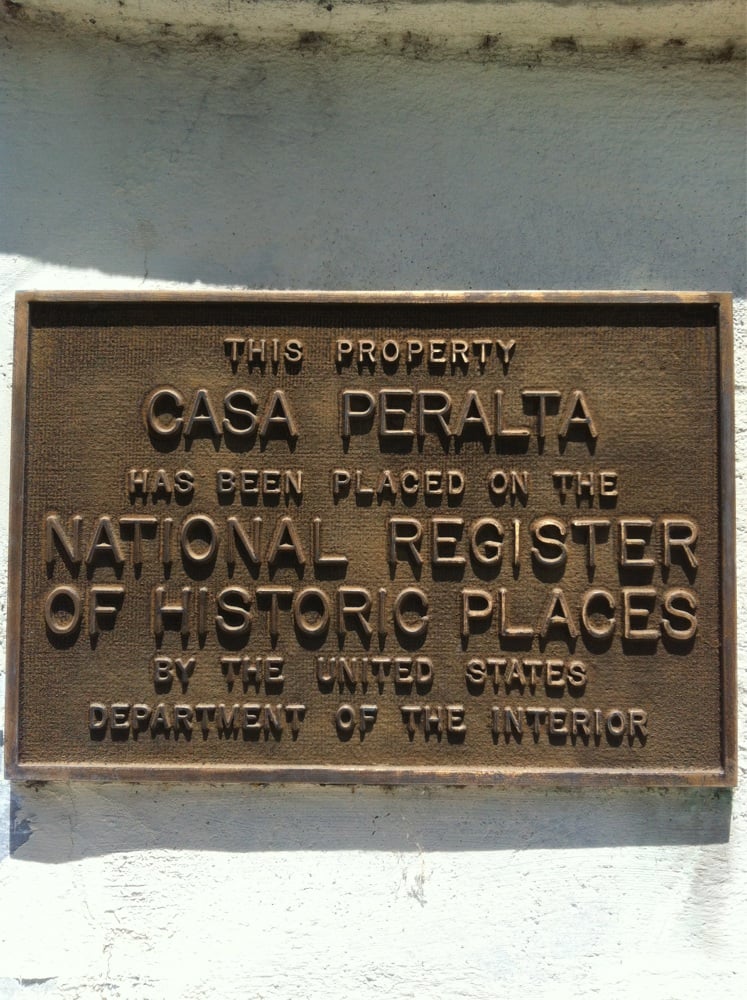 THIS PROPERTY
CASA PERALTA
HAS BEEN PLACED ON THE
NATIONAL REGISTER
OF HISTORIC PLACES
BY THE UNITED STATES
DEPARTMENT OF THE INTERIOR